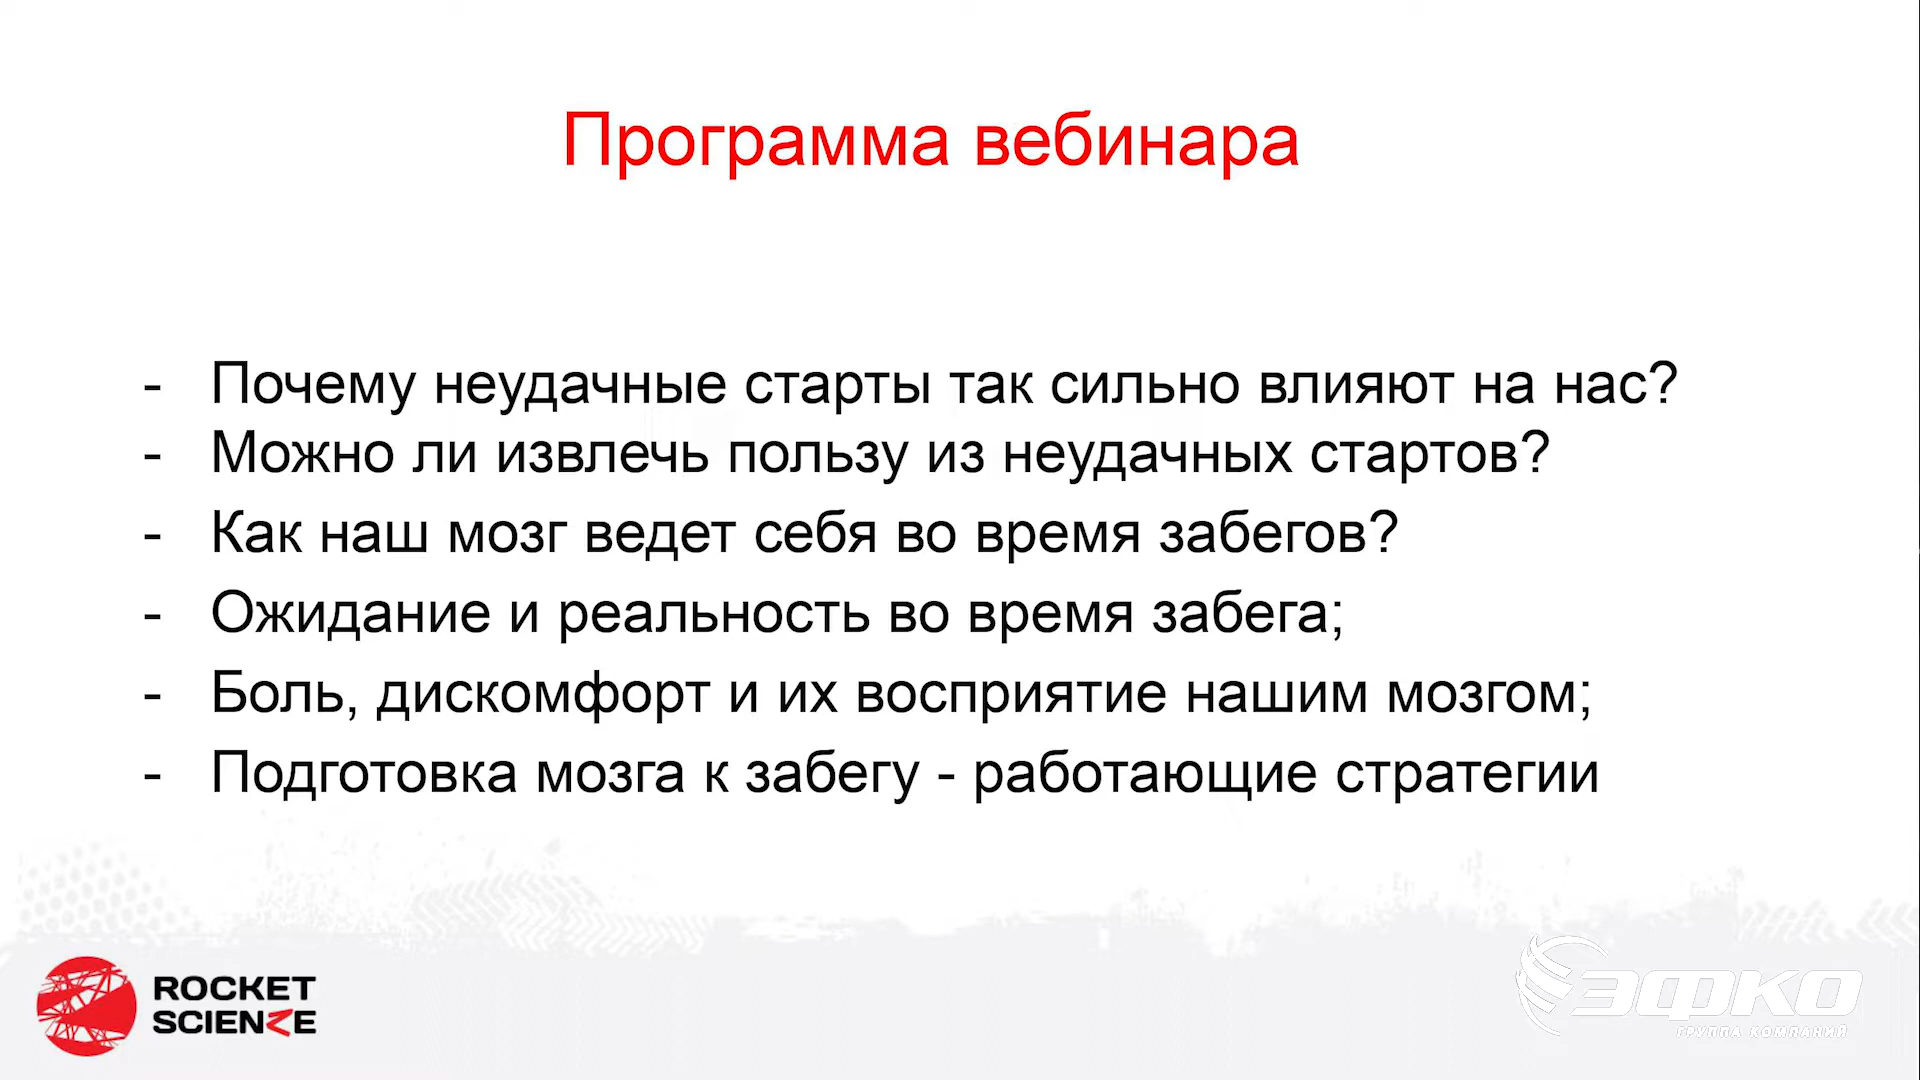 Программа вебинара
- Почему неудачные старты так сильно влияют на нас?
- Можно ли извлечь пользу из неудачных стартов?
- Как наш мозг ведет себя во время забегов?
- Ожидание и реальность во время забега;
- Боль, дискомфорт и их восприятие нашим мозгом;
- Подготовка мозга к забегу - работающие стратегии
ROCKET
SCIENZE
ЭФКО
ГРУППА КОМПАНИЙ